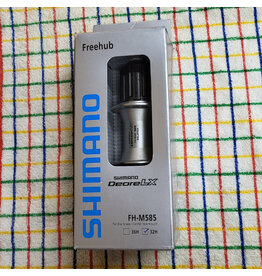 Freehub
SHIMANO
SHIMANO
Deore LX
FH-M585
36H
32H